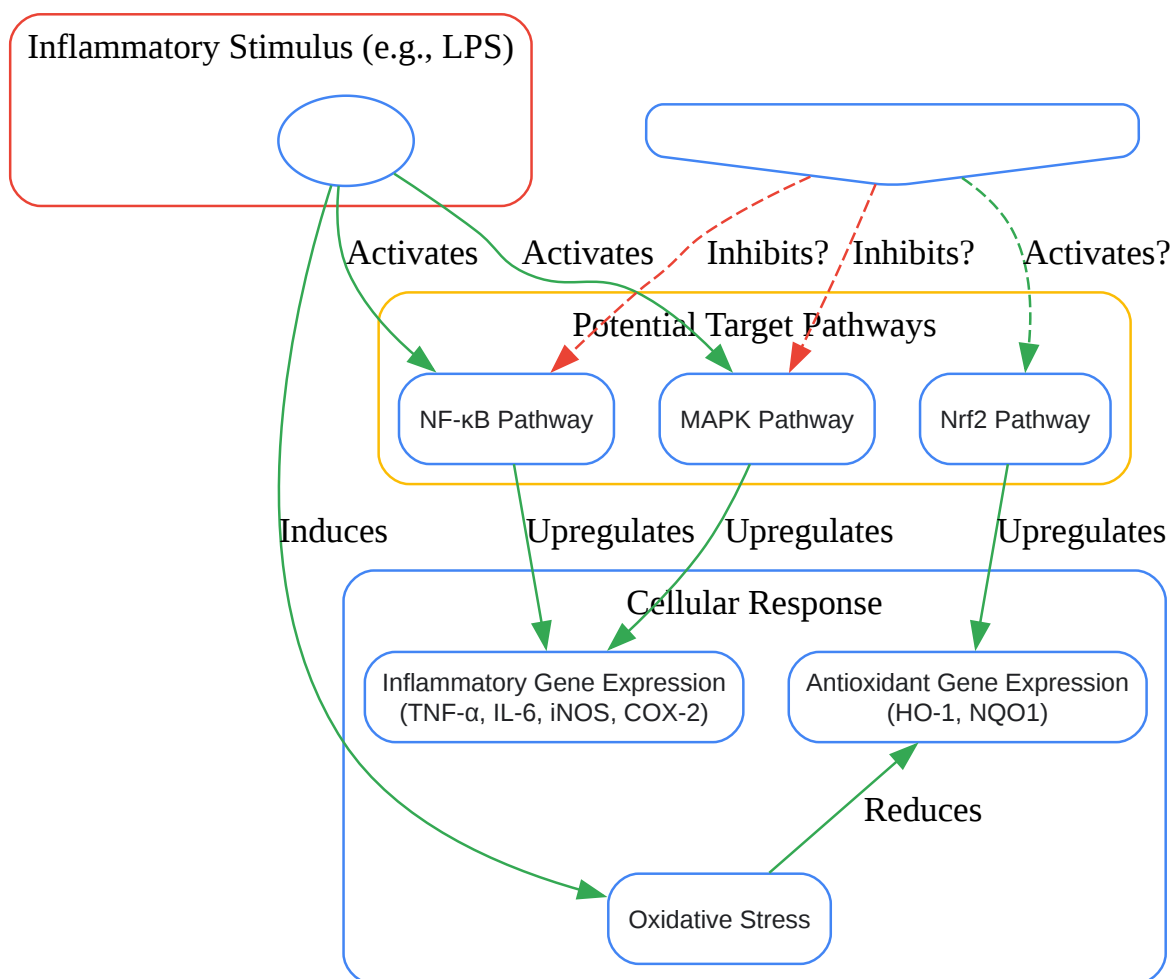 Inflammatory Stimulus (e.g., LPS)
Activates
Activates
Inhibits?
Inhibits?
Activates?
Potential Target Pathways
NF-κB Pathway
MAPK Pathway
Nrf2 Pathway
Induces
Upregulates
Upregulates
Upregulates
Cellular Response
Inflammatory Gene Expression
(TNF-α, IL-6, iNOS, COX-2)
Antioxidant Gene Expression
(HO-1, NQO1)
Reduces
Oxidative Stress